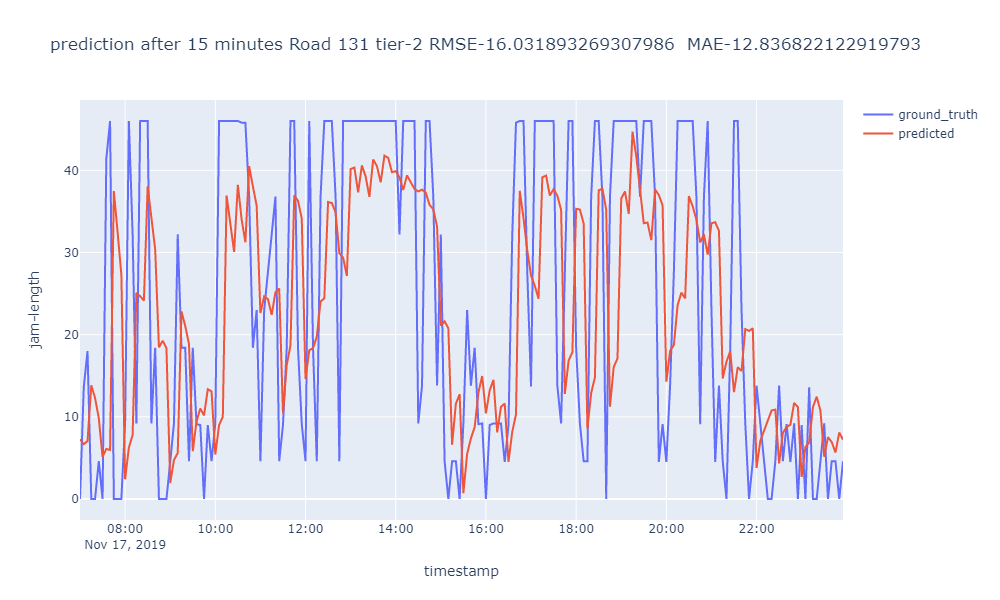 prediction after 15 minutes Road 131 tier-2 RMSE-16.031893269307986 MAE-12.836822122919793
ground_truth
predicted
jam-length
40
30
20
10
0
08:00 10:00 12:00 14:00 16:00 18:00 20:00 22:00
Nov 17, 2019
timestamp